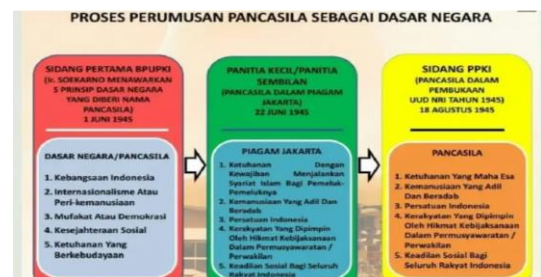 PROSES PERUMUSAN PANCASILA SEBAGAI DASAR NEGARA
SIDANG PERTAMA BPUPKI
(Ir. SOEKARNO MENAWARKAN
5 PRINSIP DASAR NEGARA
YANG DIBERI NAMA
PANCASILA)
1 JUNI 1945
DASAR NEGARA/PANCASILA
1. Kebangsaan Indonesia
2. Internasionalisme Atau
Peri-kemanusiaan
3. Mufakat Atau Demokrasi
4. Kesejahteraan Sosial
5. Ketuhanan Yang
Berkebudayaan
PANITIA KECIL/PANITIA
SEMBILAN
(PANCASILA DALAM PIAGAM
JAKARTA)
22 JUNI 1945
PIAGAM JAKARTA
1. Ketuhanan Dengan
Kewajiban Menjalankan
Syariat Islam Bagi Pemeluk-
Pemeluknya
2. Kemanusiaan Yang Adil Dan
Beradab
3. Persatuan Indonesia
4. Kerakyatan Yang Dipimpin
Oleh Hikmat Kebijaksanaan
Dalam Permusyawaratan /
Perwakilan
5. Keadilan Sosial Bagi Seluruh
Rakyat Indonesia
SIDANG PPKI
(PANCASILA DALAM
PEMBUKAAN
UUD NRI TAHUN 1945)
18 AGUSTUS 1945
PANCASILA
1. Ketuhanan Yang Maha Esa
2. Kemanusiaan Yang Adil
Dan Beradab
3. Persatuan Indonesia
4. Kerakyatan Yang Dipimpin
Oleh Hikmat Kebijaksanaan
Dalam Permusyawaratan /
Perwakilan
5. Keadilan Sosial Bagi
Seluruh Rakyat Indonesia